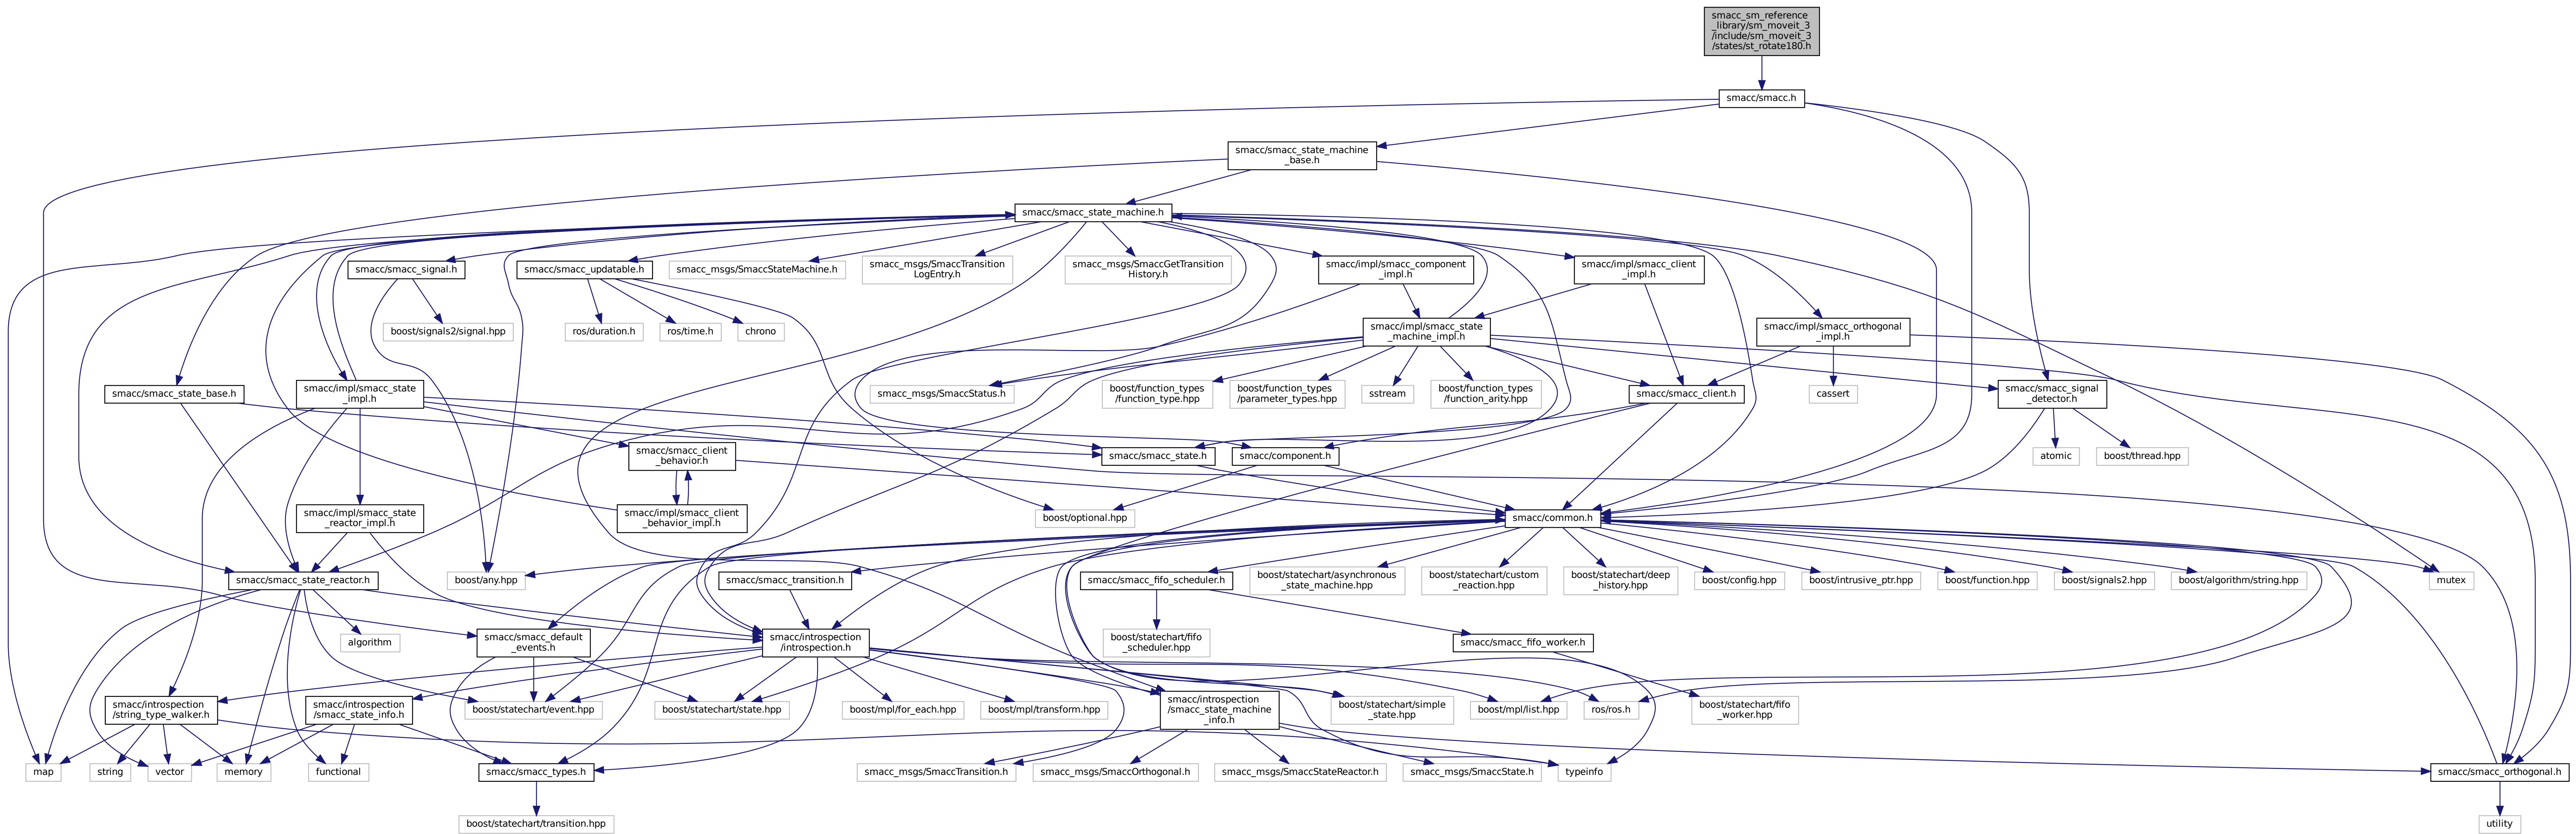 smacc_sm_reference
_library/sm_moveit_3
/include/sm_moveit_3
/states/st_rotate180.h
smacc/smacc.h
smacc/smacc_state_machine
_base.h
smacc/smacc_state_machine.h
smacc/smacc_signal.h
smacc/smacc_updatable.h
smacc_msgs/SmaccStateMachine.h
smacc_msgs/SmaccTransition
LogEntry.h
smacc_msgs/SmaccGetTransition
History.h
smacc/impl/smacc_component
_impl.h
smacc/impl/smacc_client
_impl.h
boost/signals2/signal.hpp
ros/duration.h
ros/time.h
chrono
smacc/impl/smacc_state
_machine_impl.h
smacc/impl/smacc_orthogonal
_impl.h
smacc/smacc_state_base.h
smacc/impl/smacc_state
_impl.h
smacc_msgs/SmaccStatus.h
boost/function_types
/function_type.hpp
boost/function_types
/parameter_types.hpp
sstream
boost/function_types
/function_arity.hpp
smacc/smacc_client.h
cassert
smacc/smacc_signal
_detector.h
smacc/smacc_client
_behavior.h
smacc/smacc_state.h
smacc/component.h
atomic
boost/thread.hpp
smacc/impl/smacc_state
_reactor_impl.h
smacc/impl/smacc_client
_behavior_impl.h
boost/optional.hpp
smacc/common.h
smacc/smacc_state_reactor.h
boost/any.hpp
smacc/smacc_transition.h
smacc/smacc_fifo_scheduler.h
boost/statechart/asynchronous
_state_machine.hpp
boost/statechart/custom
_reaction.hpp
boost/statechart/deep
_history.hpp
boost/config.hpp
boost/intrusive_ptr.hpp
boost/function.hpp
boost/signals2.hpp
boost/algorithm/string.hpp
mutex
algorithm
smacc/smacc_default
_events.h
smacc/introspection
/introspection.h
boost/statechart/fifo
_scheduler.hpp
smacc/smacc_fifo_worker.h
smacc/introspection
/string_type_walker.h
smacc/introspection
/smacc_state_info.h
boost/statechart/event.hpp
boost/statechart/state.hpp
boost/mpl/for_each.hpp
boost/mpl/transform.hpp
smacc/introspection
/smacc_state_machine
_info.h
boost/statechart/simple
_state.hpp
boost/mpl/list.hpp
ros/ros.h
boost/statechart/fifo
_worker.hpp
map
string
vector
memory
functional
smacc/smacc_types.h
smacc_msgs/SmaccTransition.h
smacc_msgs/SmaccOrthogonal.h
smacc_msgs/SmaccStateReactor.h
smacc_msgs/SmaccState.h
typeinfo
smacc/smacc_orthogonal.h
boost/statechart/transition.hpp
utility